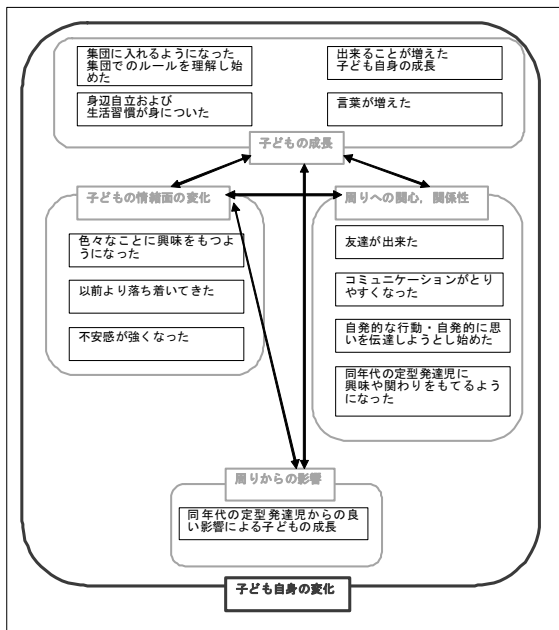 集団に入れるようになった
集団でのルールを理解し始
めた
出来ることが増えた
子ども自身の成長
身辺自立および
生活習慣が身についた
言葉が増えた
子どもの成長
子どもの情緒面の変化
周りへの関心，関係性
色々なことに興味をもつよ
うになった
以前より落ち着いてきた
不安感が強くなった
友達が出来た
コミュニケーションがとり
やすくなった
自発的な行動・自発的に思
いを伝達しようとし始めた
同年代の定型発達児に
興味や関わりをもてるよう
になった
周りからの影響
同年代の定型発達児からの良
い影響による子どもの成長
子ども自身の変化